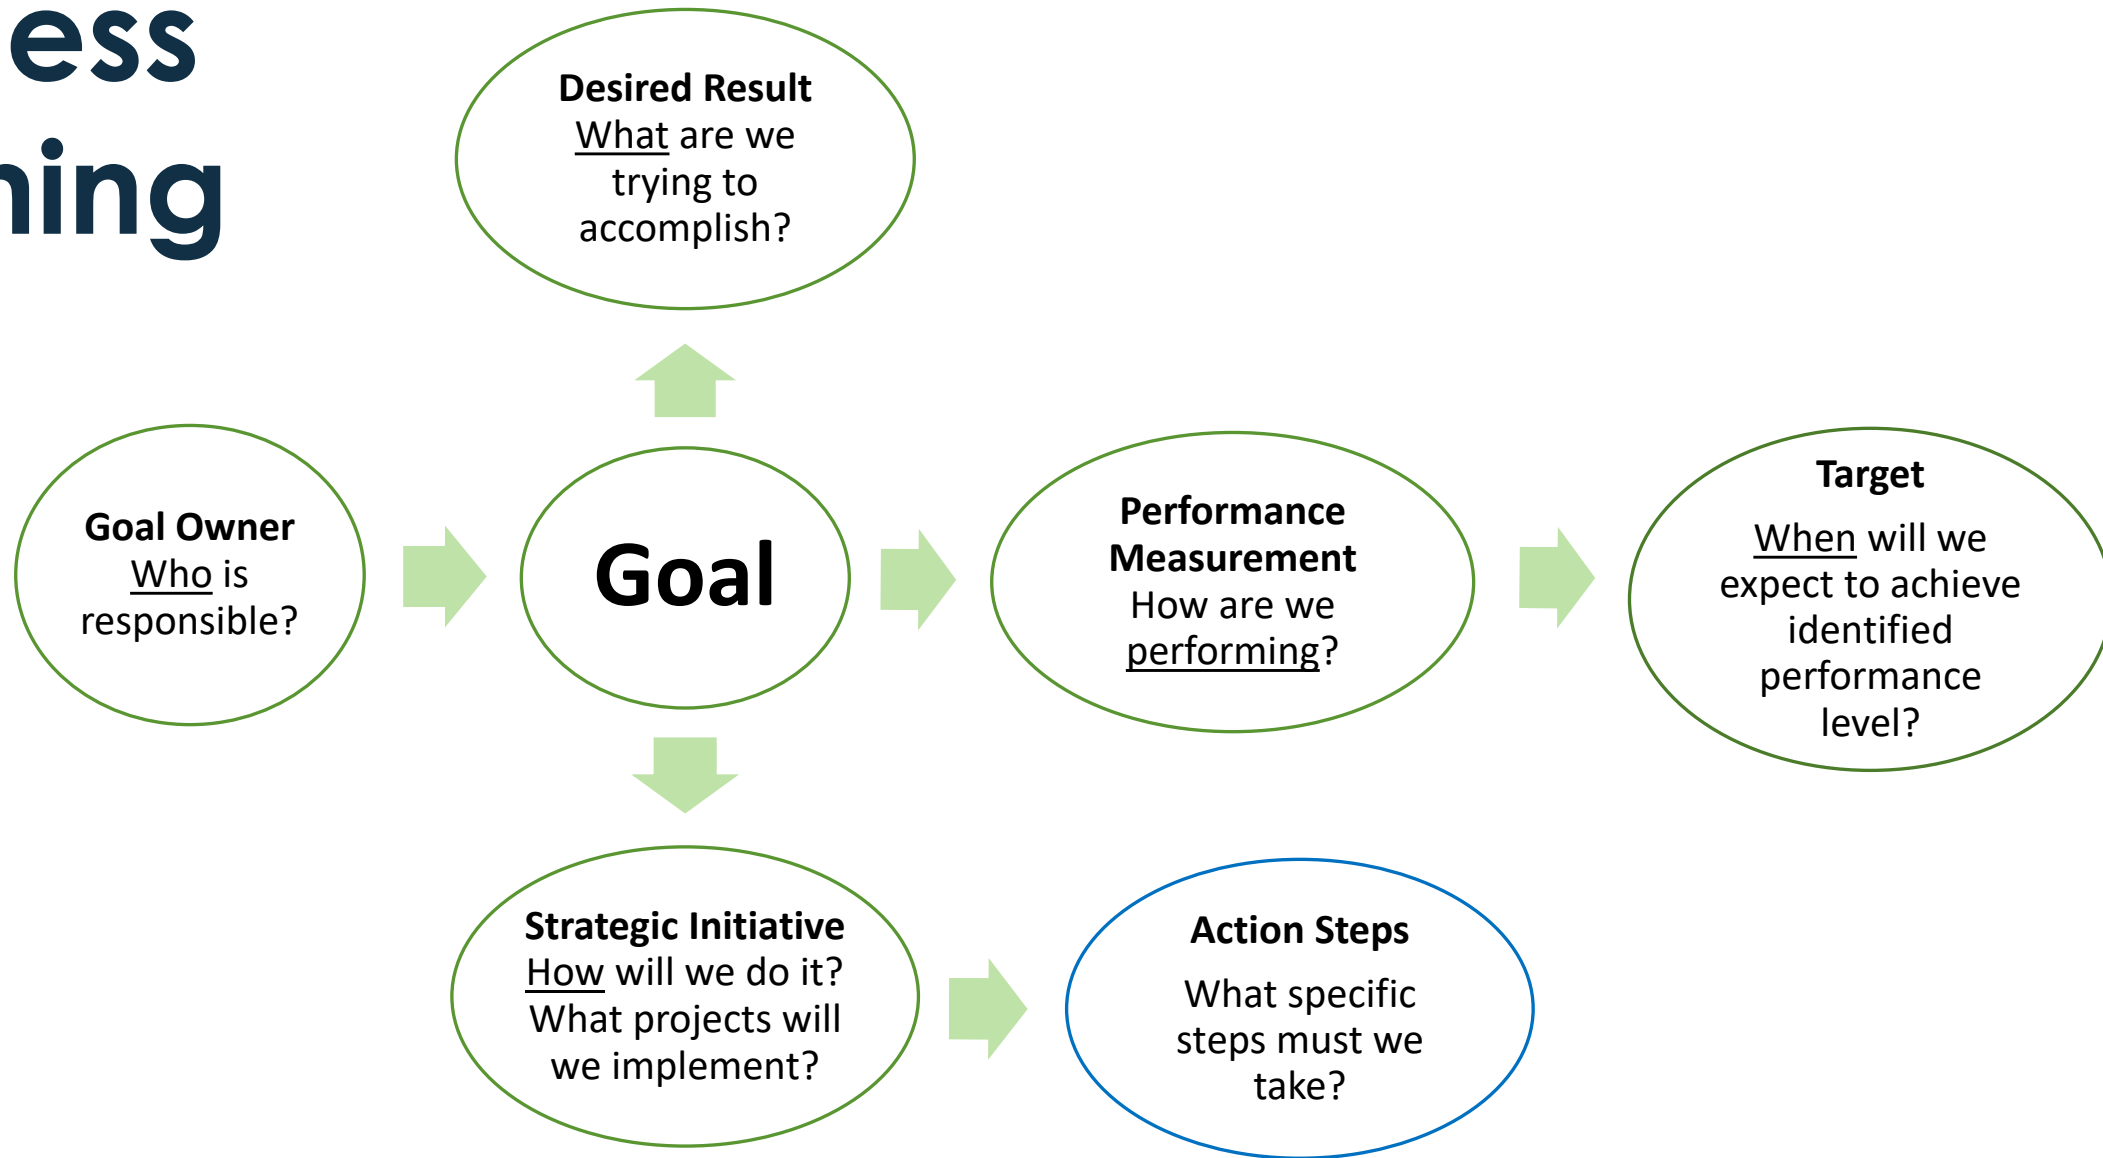 ess
ning
Desired Result
What are we
trying to
accomplish?
Goal Owner
Who is
responsible?
Goal
Performance
Measurement
How are we
performing?
Target
When will we
expect to achieve
identified
performance
level?
Strategic Initiative
How will we do it?
What projects will
we implement?
Action Steps
What specific
steps must we
take?